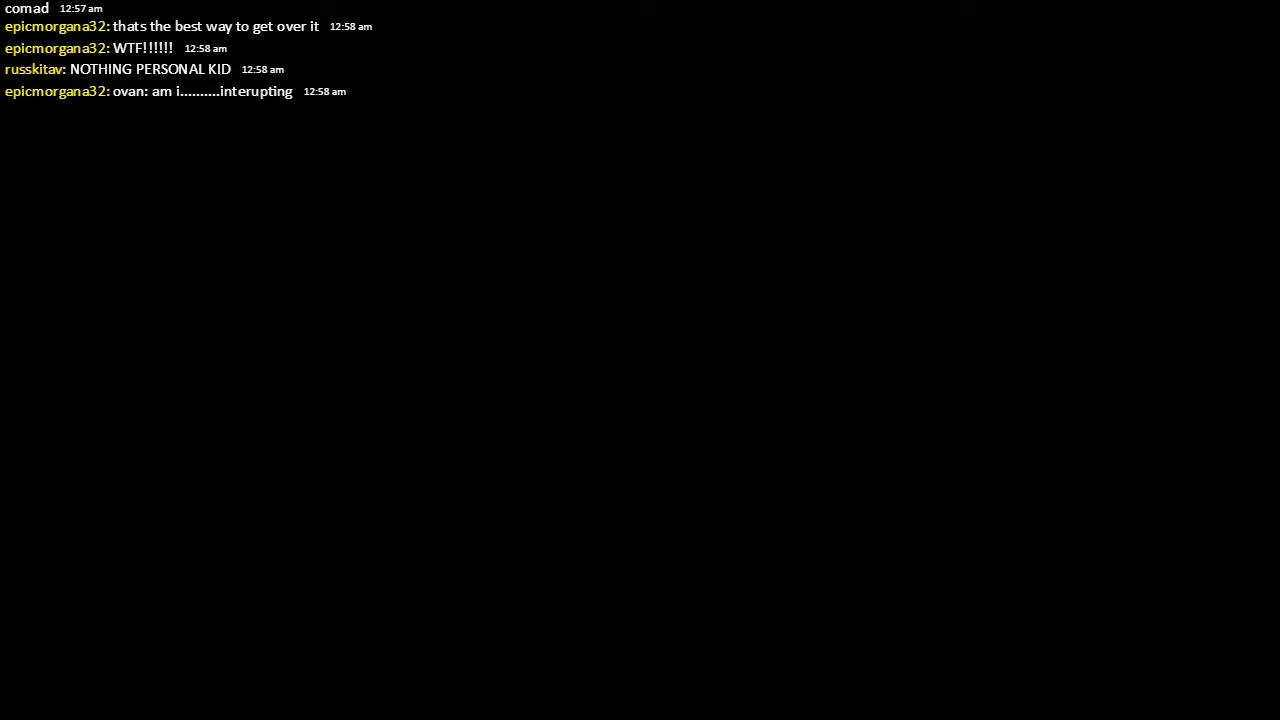 comad 12:57 am
epicmorgana32: thats the best way to get over it 12:58 am
epicmorgana32: WTF!!!!!! 12:58 am
russkitav: NOTHING PERSONAL KID 12:58 am
epicmorgana32: ovan: am i..........interupting 12:58 am